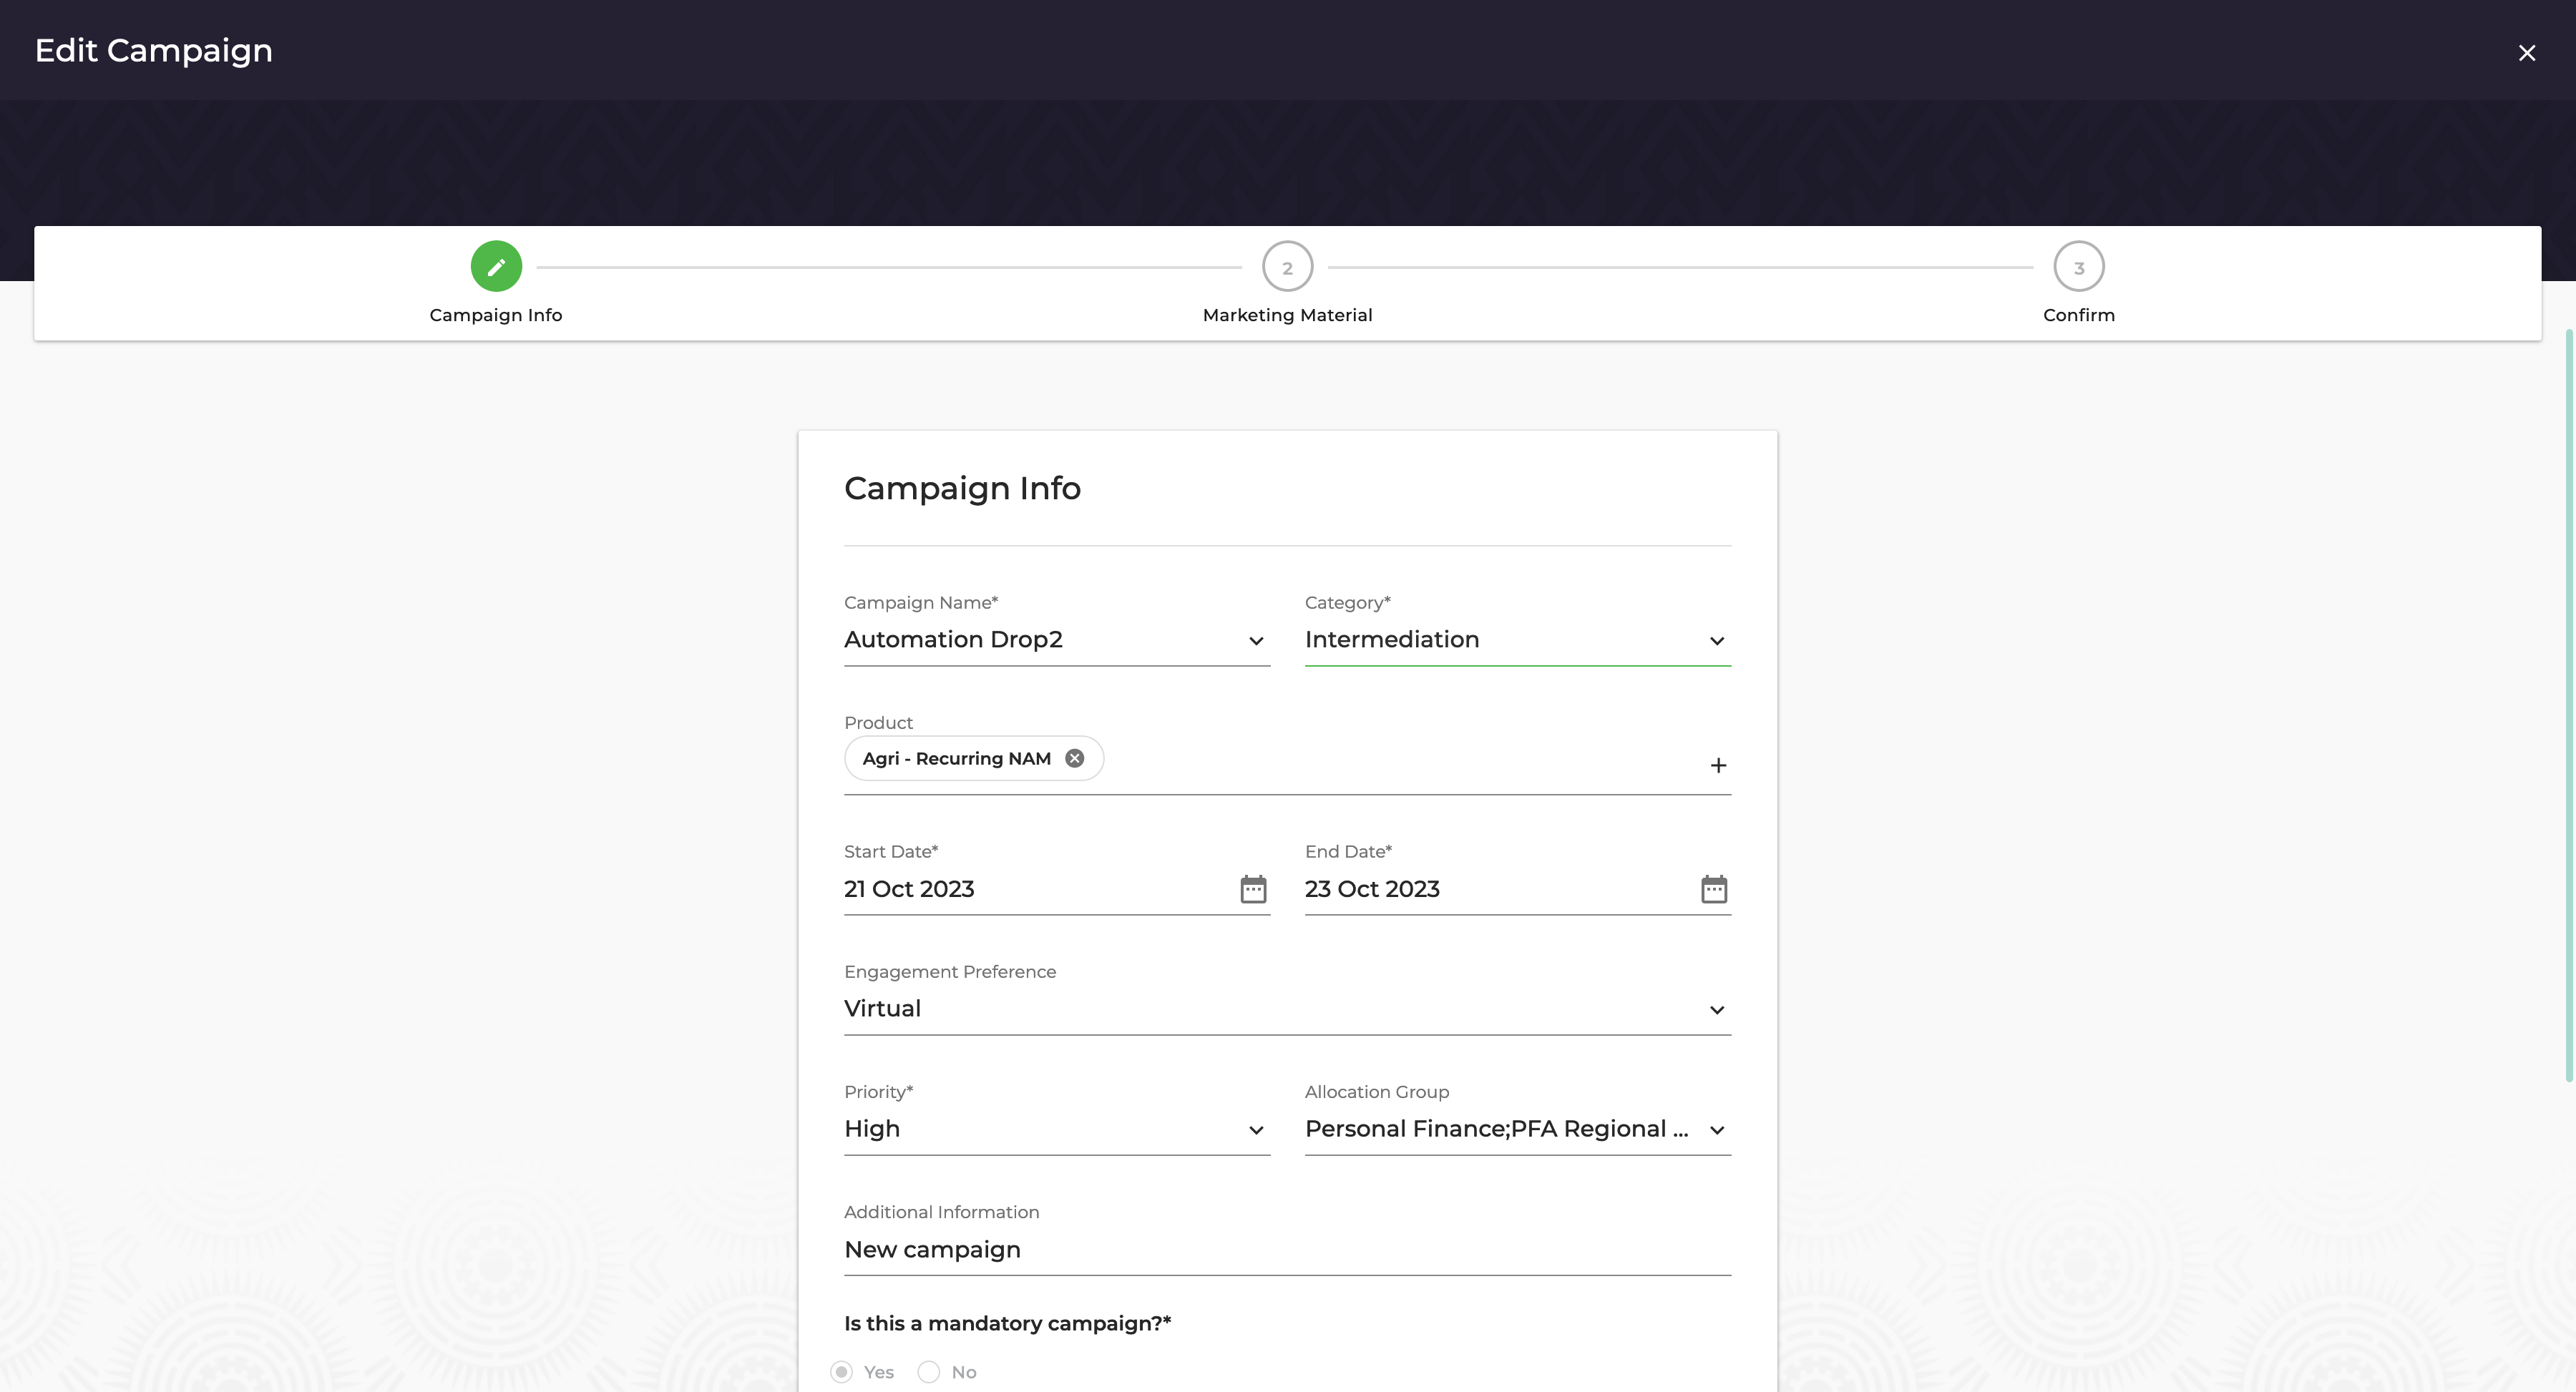 Edit Campaign
2
3
Campaign Info
Marketing Material
Confirm
Campaign Info
Campaign Name*
Category*
Automation Drop2
Intermediation
Product
Agri - Recurring NAM
Start Date*
End Date*
21 Oct 2023
23 Oct 2023
Engagement Preference
Virtual
Priority*
Allocation Group
High
Personal Finance;PFA Regional ...
Additional Information
New campaign
Is this a mandatory campaign?*
Yes
No